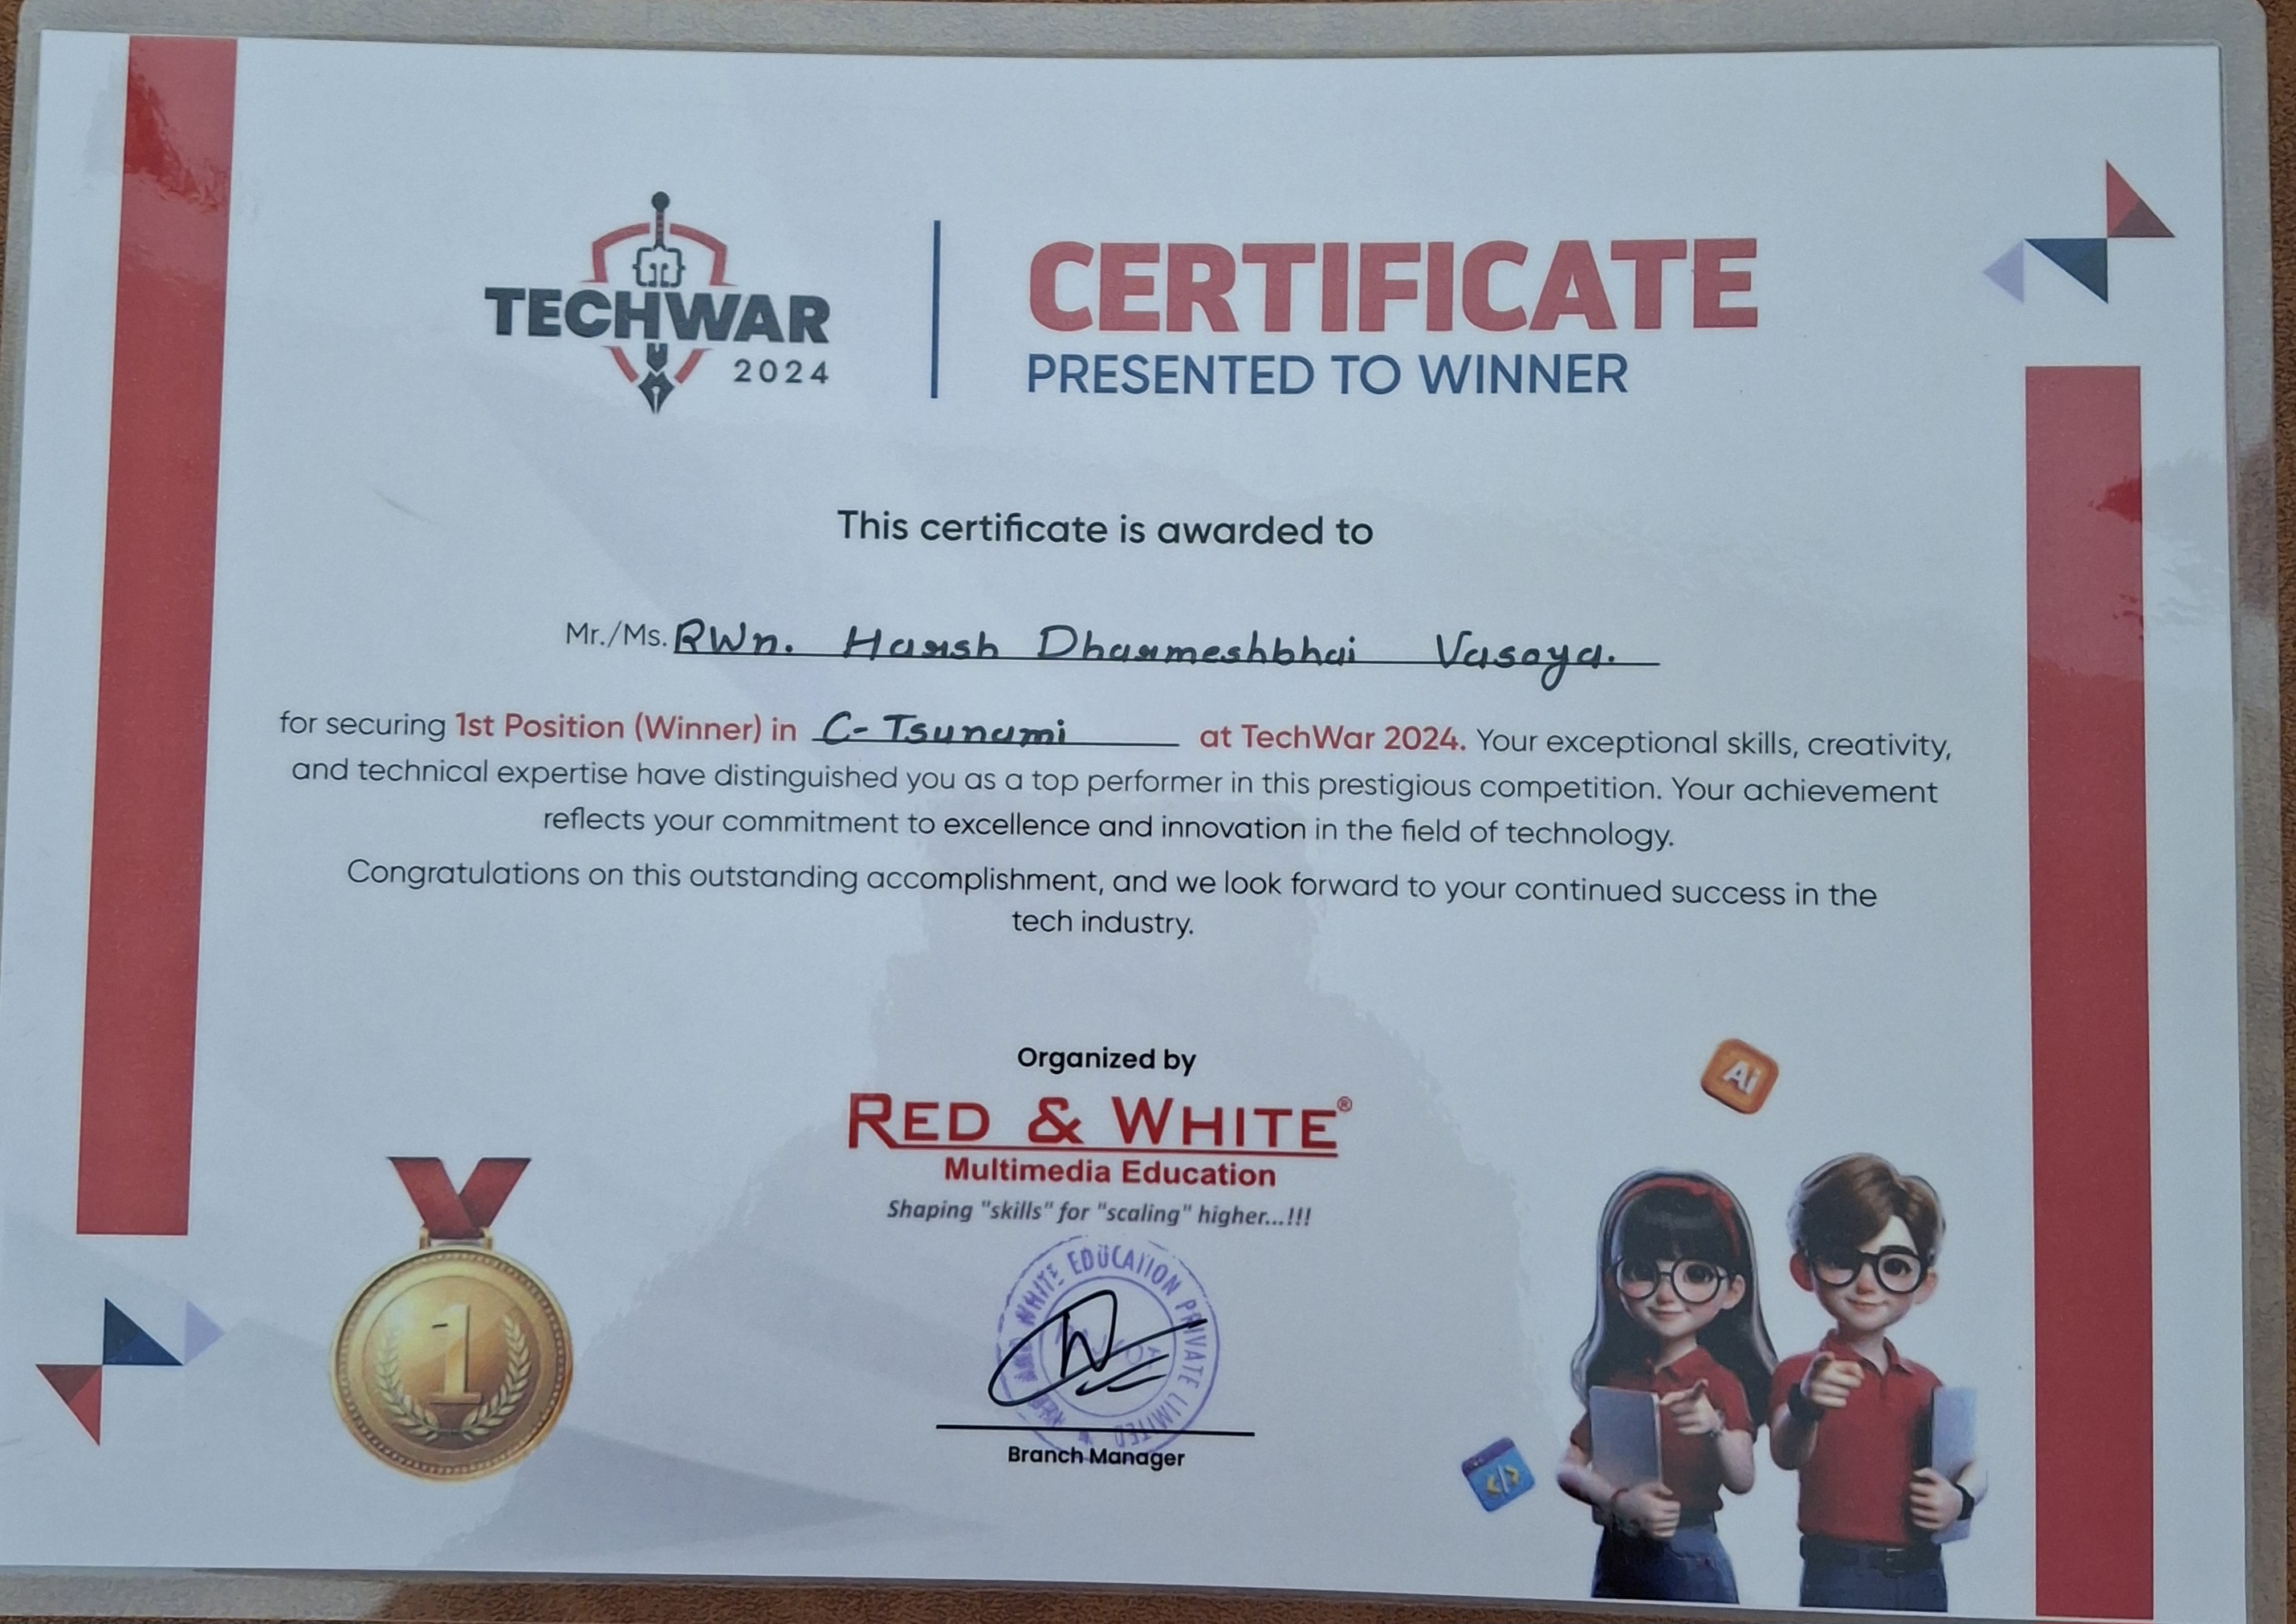 TECHWAR
2024
CERTIFICATE
PRESENTED TO WINNER
This certificate is awarded to
Mr./Ms. RWn. Harsh Dharmeshbhai Vasoya.
for securing 1st Position (Winner) in C-Tsunami at TechWar 2024. Your exceptional skills, creativity,
and technical expertise have distinguished you as a top performer in this prestigious competition. Your achievement
reflects your commitment to excellence and innovation in the field of technology.
Congratulations on this outstanding accomplishment, and we look forward to your continued success in the
tech industry.
Organized by
RED & WHITE®
Multimedia Education
Shaping "skills" for "scaling" higher...!!!
WHITE EDUCATION PRIVATE LIMITED
Branch Manager
1
Ai
</>